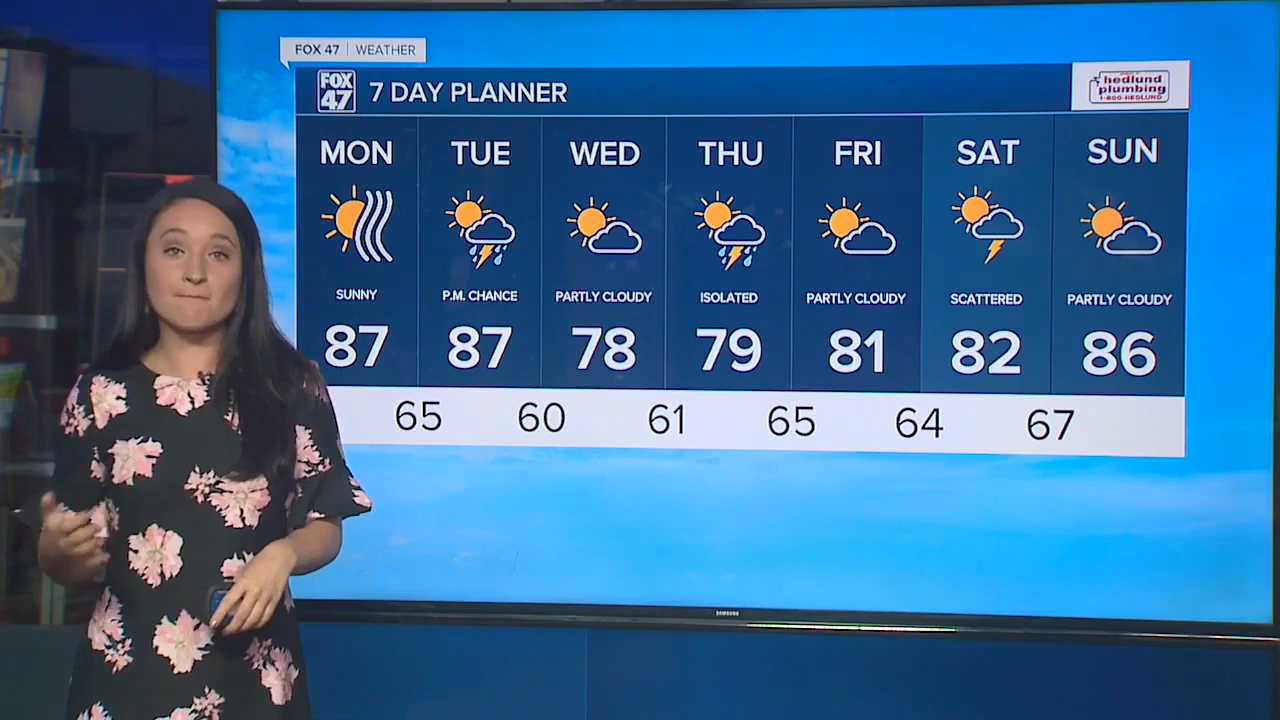 FOX 47 | WEATHER
FOX 47
7 DAY PLANNER
hedlund
plumbing
1-800-HEDLUND
MON TUE WED THU FRI SAT SUN
SUNNY P.M. CHANCE PARTLY CLOUDY ISOLATED PARTLY CLOUDY SCATTERED PARTLY CLOUDY
87 87 78 79 81 82 86
65 60 61 65 64 67
SAMSUNG